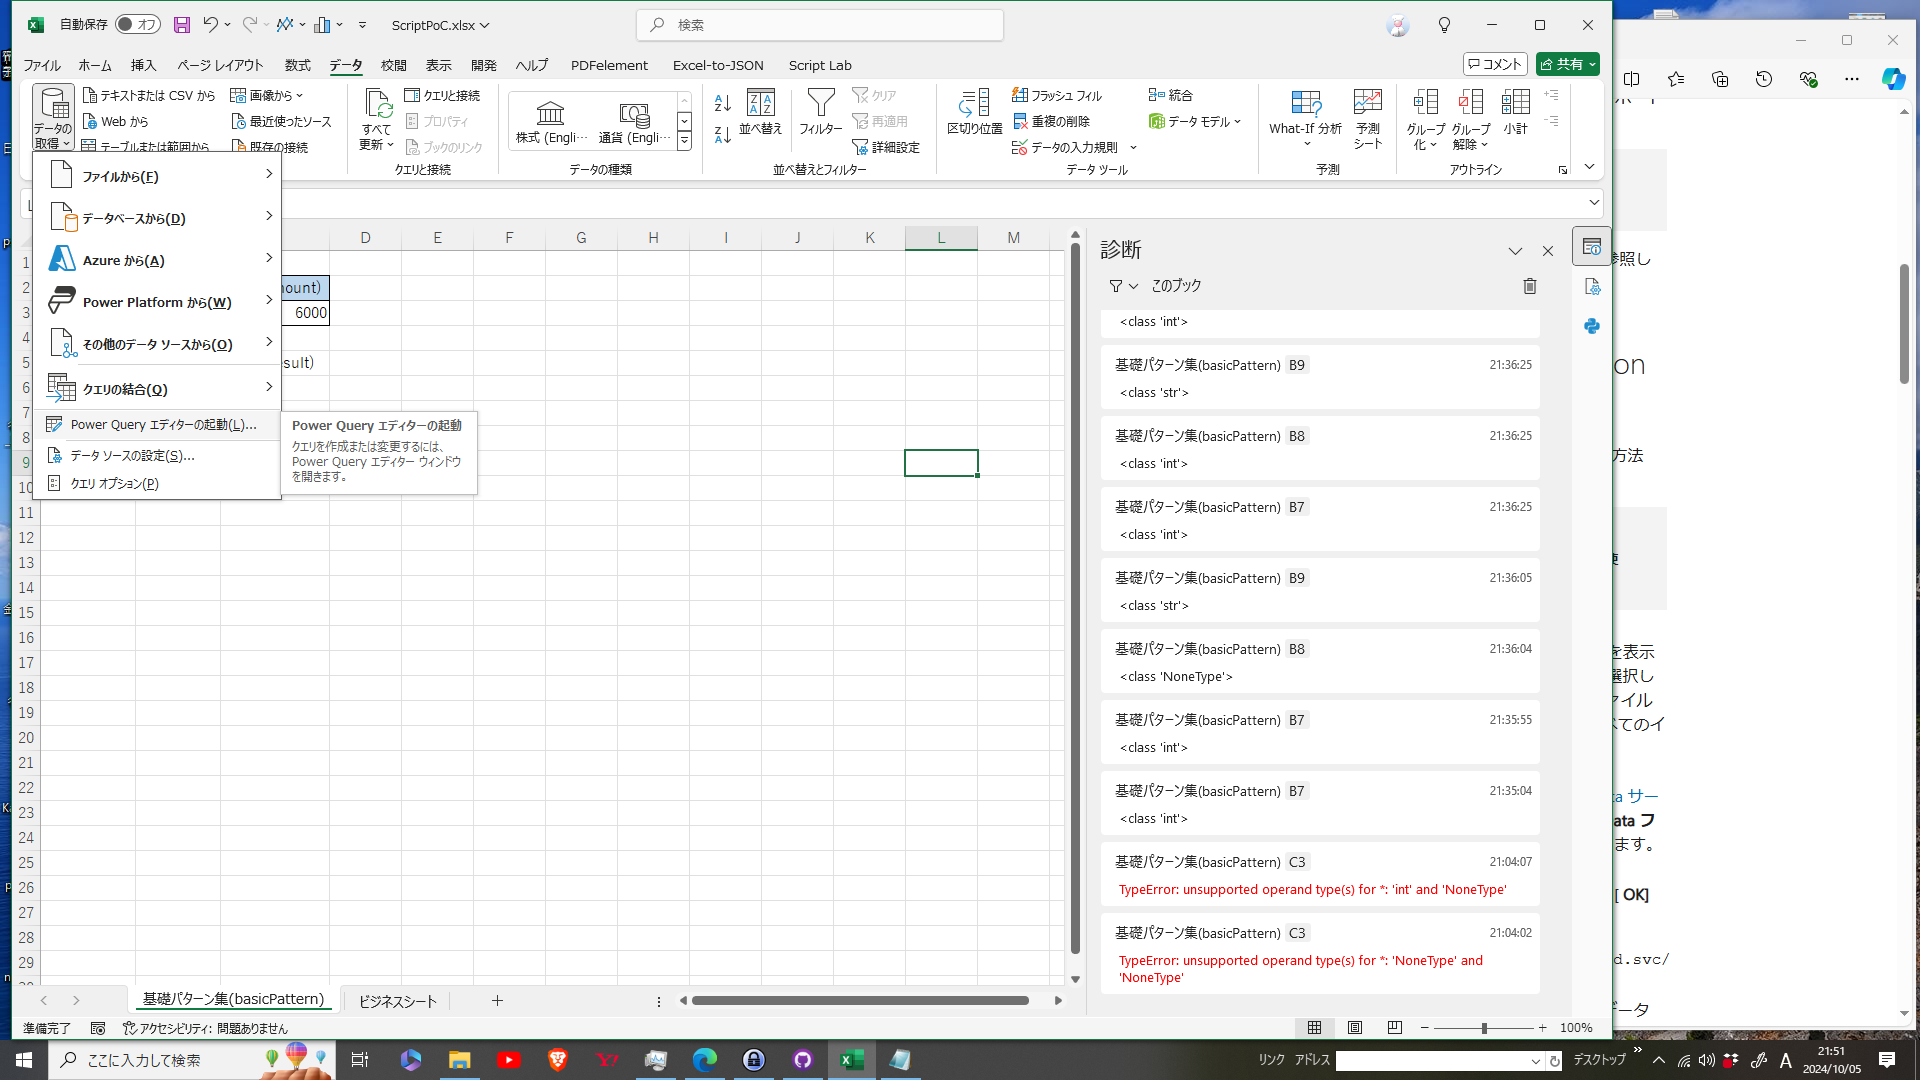 自動保存 オフ
ScriptPoC.xlsx
検索
ファイル ホーム 挿入 ページ レイアウト 数式 データ 校閲 表示 開発 ヘルプ PDFelement Excel-to-JSON Script Lab
コメント 共有
データの
取得
テキストまたは CSV から
Web から
テーブルまたは範囲から
画像から
最近使ったソース
既存の接続
すべて
更新
クエリと接続
プロパティ
ブックのリンク
クエリと接続
株式 (Engli…
通貨 (Engli…
データの種類
並べ替え
フィルター
クリア
再適用
詳細設定
並べ替えとフィルター
区切り位置
フラッシュ フィル
重複の削除
データの入力規則
統合
データ モデル
データ ツール
What-If 分析
予測
シート
予測
グループ
化
グループ
解除
小計
アウトライン
ファイルから(F)
データベースから(D)
Azure から(A)
Power Platform から(W)
その他のデータ ソースから(O)
クエリの結合(Q)
Power Query エディターの起動(L)...
データ ソースの設定(S)...
クエリ オプション(P)
Power Query エディターの起動
クエリを作成または変更するには、
Power Query エディター ウィンドウ
を開きます。
D E F G H I J K L M
1
2 ount)
3 6000
4
5 sult)
6
7
8
9
10
11
12
13
14
15
16
17
18
19
20
21
22
23
24
25
26
27
28
29
診断
このブック
<class 'int'>
基礎パターン集(basicPattern) B9 21:36:25
<class 'str'>
基礎パターン集(basicPattern) B8 21:36:25
<class 'int'>
基礎パターン集(basicPattern) B7 21:36:25
<class 'int'>
基礎パターン集(basicPattern) B9 21:36:05
<class 'str'>
基礎パターン集(basicPattern) B8 21:36:04
<class 'NoneType'>
基礎パターン集(basicPattern) B7 21:35:55
<class 'int'>
基礎パターン集(basicPattern) B7 21:35:04
<class 'int'>
基礎パターン集(basicPattern) C3 21:04:07
TypeError: unsupported operand type(s) for *: 'int' and 'NoneType'
基礎パターン集(basicPattern) C3 21:04:02
TypeError: unsupported operand type(s) for *: 'NoneType' and
'NoneType'
参照し
on
方法
を表示
選択し
ァイル
べてのイ
ta サー
ata フ
ます。
[ OK]
d.svc/
データ
基礎パターン集(basicPattern) ビジネスシート
準備完了 アクセシビリティ: 問題ありません
100%
ここに入力して検索
リンク アドレス
デスクトップ
A
21:51
2024/10/05